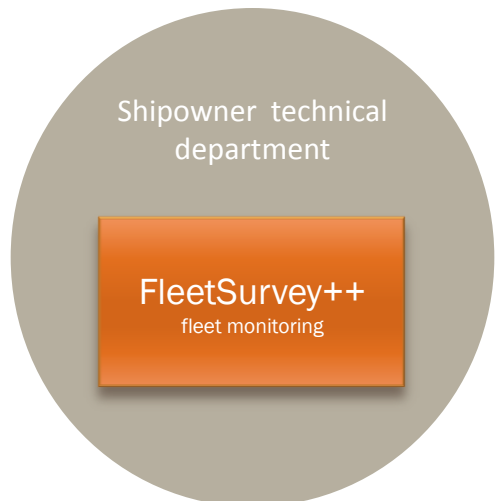 Shipowner technical
department
FleetSurvey++
fleet monitoring